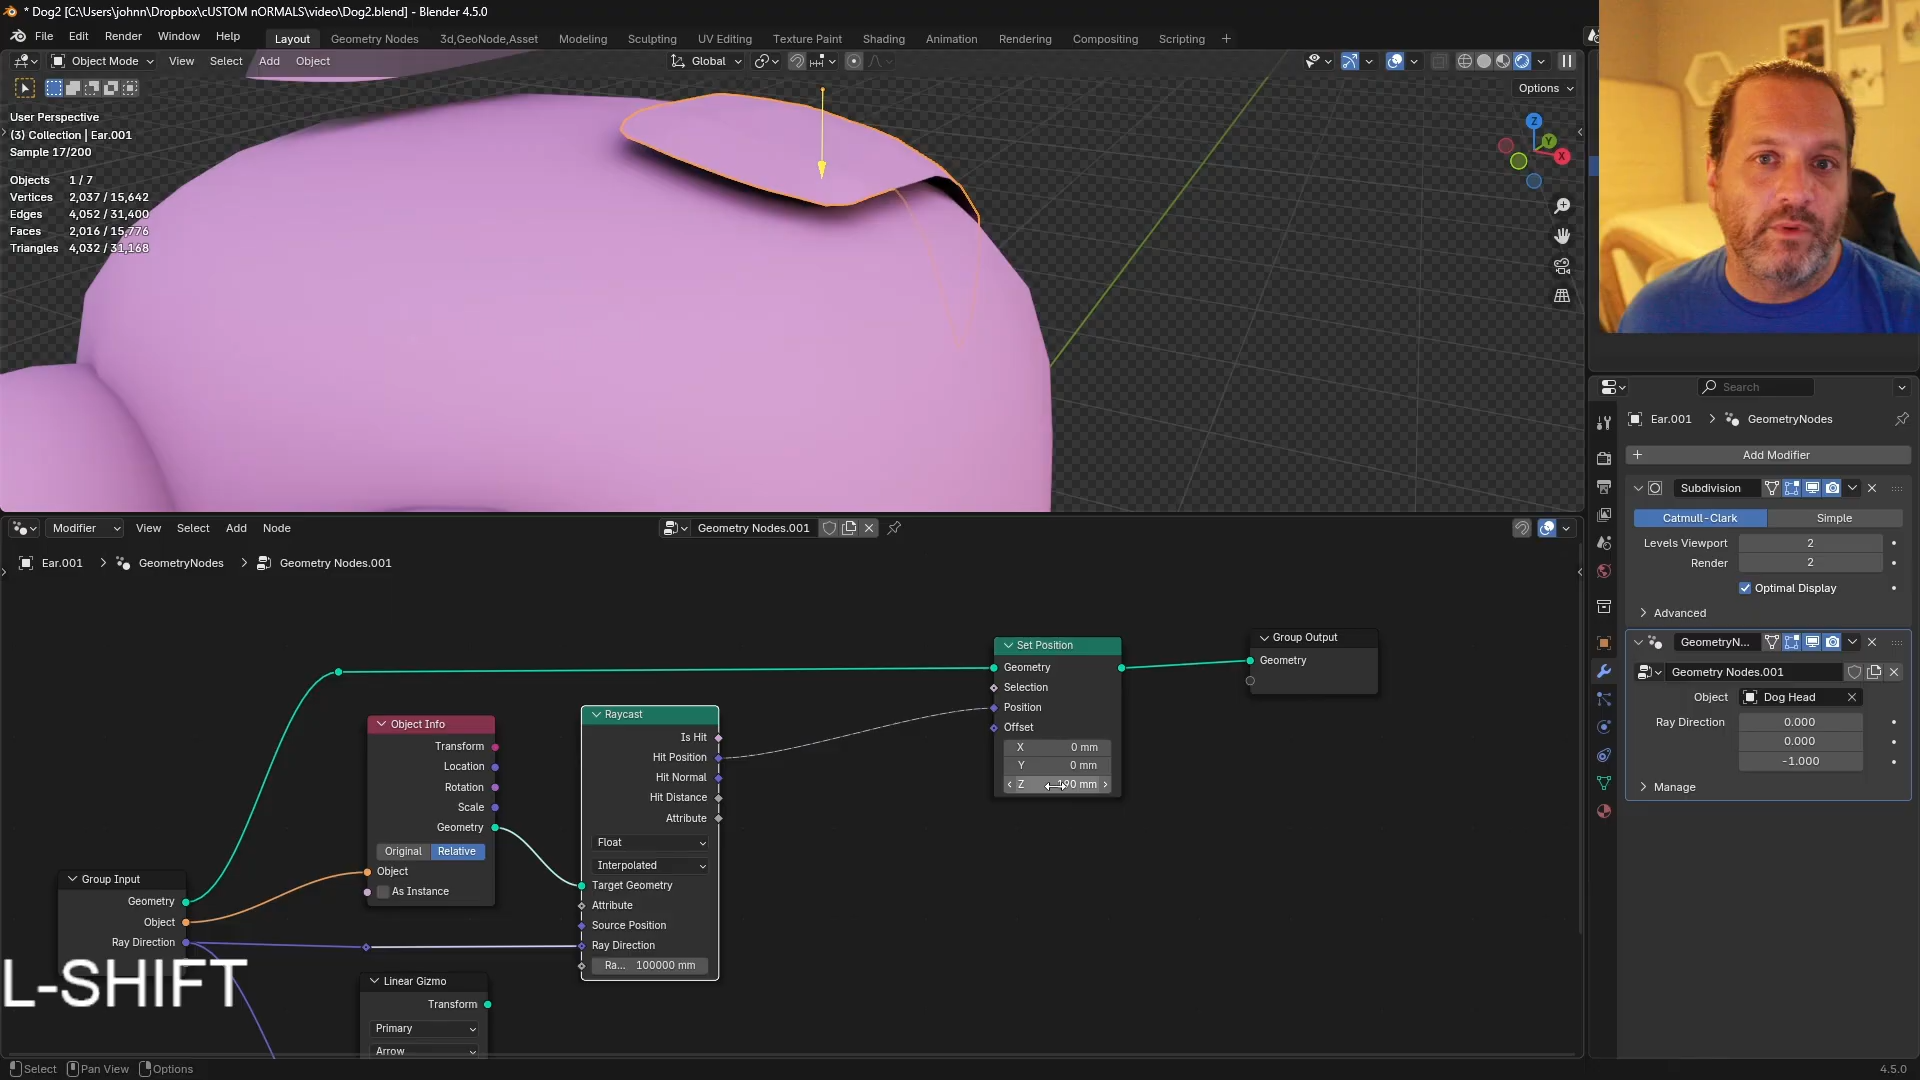 * Dog2 [C:\Users\johnn\Dropbox\cUSTOM nORMALS\video\Dog2.blend] - Blender 4.5.0
File Edit Render Window Help Layout Geometry Nodes 3d,GeoNode,Asset Modeling Sculpting UV Editing Texture Paint Shading Animation Rendering Compositing Scripting +
Object Mode View Select Add Object Global
Options
User Perspective
(3) Collection | Ear.001
Sample 17/200
Objects 1 / 7
Vertices 2,037 / 15,642
Edges 4,052 / 31,400
Faces 2,016 / 15,776
Triangles 4,032 / 31,168
Z
Y
X
Search
Ear.001 > GeometryNodes
+ Add Modifier
Subdivision
Catmull-Clark Simple
Levels Viewport 2
Render 2
Optimal Display
Advanced
GeometryN...
Geometry Nodes.001
Object Dog Head
Ray Direction 0.000
0.000
-1.000
Manage
Modifier View Select Add Node Geometry Nodes.001
Ear.001 > GeometryNodes > Geometry Nodes.001
Set Position
Geometry
Selection
Position
Offset
X 0 mm
Y 0 mm
Z
Group Output
Geometry
Object Info
Transform
Location
Rotation
Scale
Geometry
Original Relative
Object
As Instance
Raycast
Is Hit
Hit Position
Hit Normal
Hit Distance
Attribute
Float
Interpolated
Target Geometry
Attribute
Source Position
Ray Direction
Ra... 100000 mm
Group Input
Geometry
Object
Ray Direction
L-SHIFT
Linear Gizmo
Transform
Primary
Arrow
Select Pan View Options
4.5.0